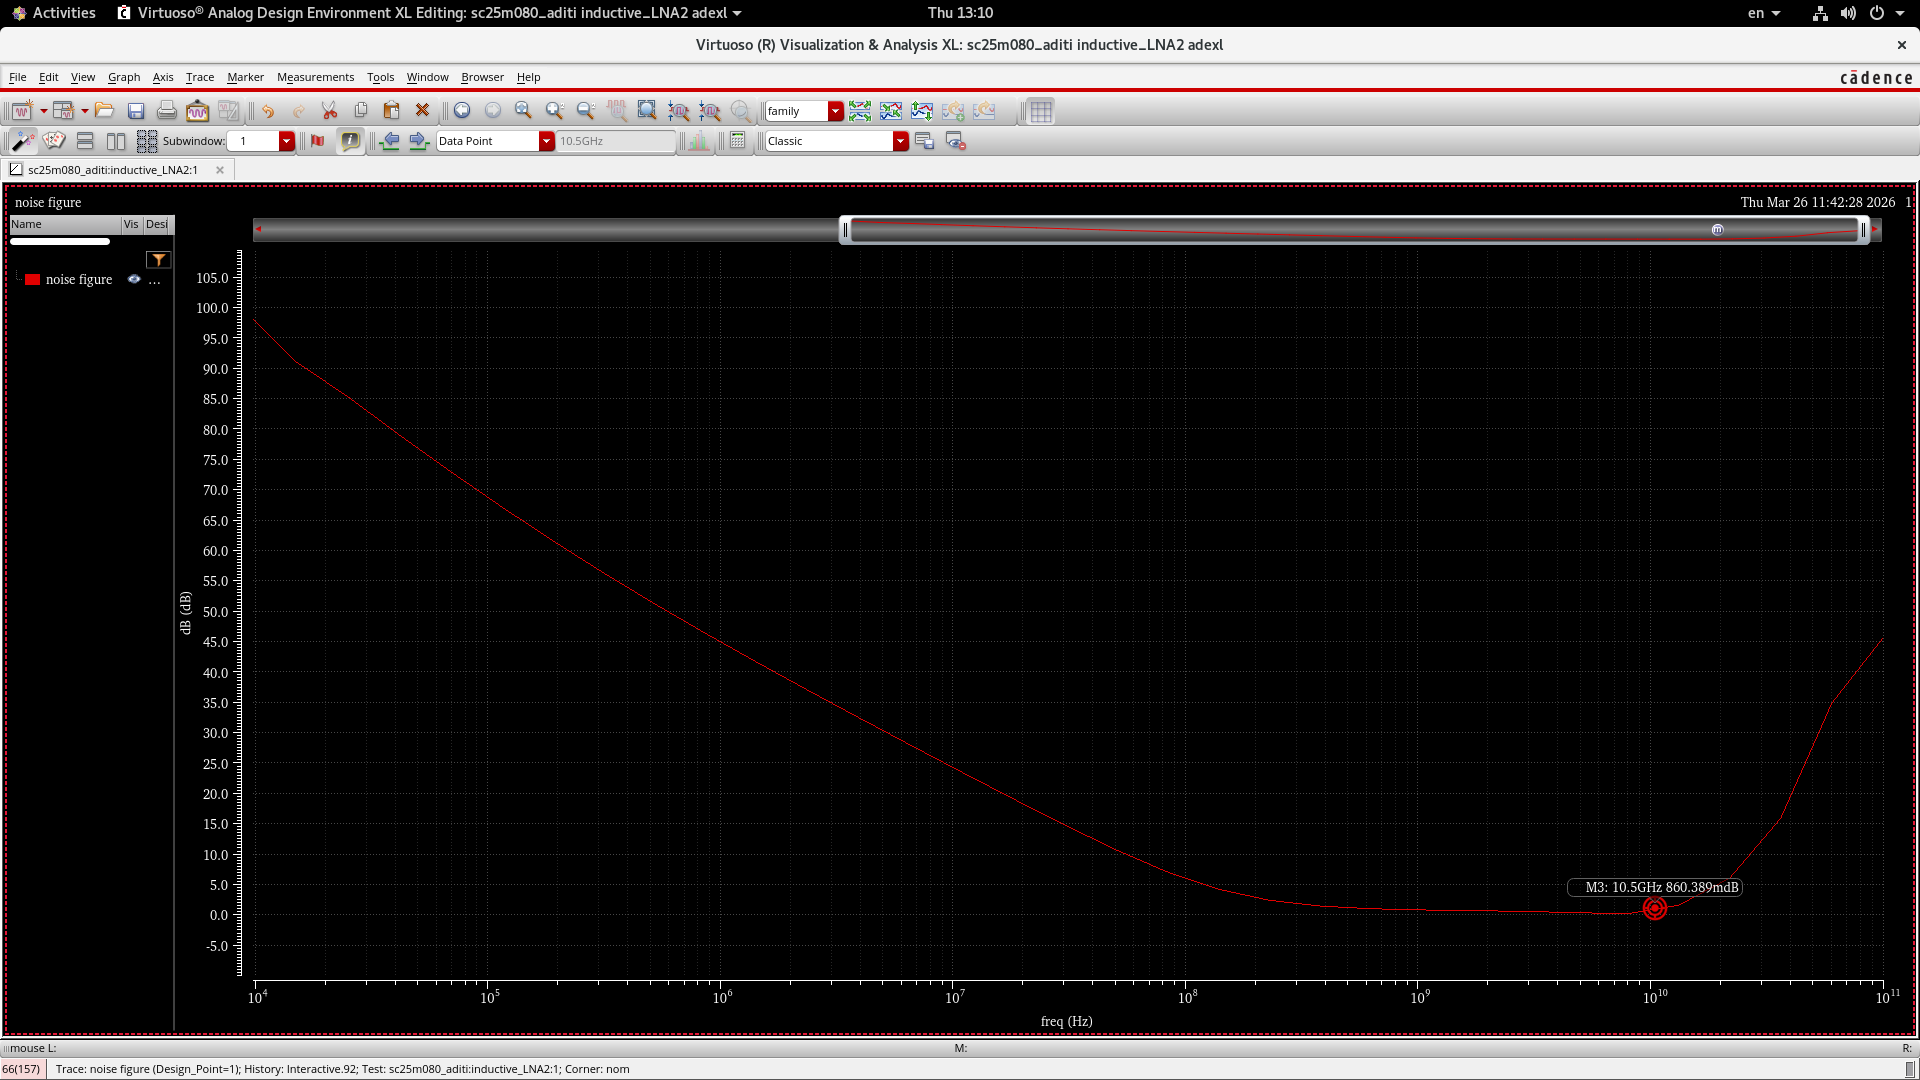 Activities Virtuoso® Analog Design Environment XL Editing: sc25m080_aditi inductive_LNA2 adexl Thu 13:10 en
Virtuoso (R) Visualization & Analysis XL: sc25m080_aditi inductive_LNA2 adexl
File Edit View Graph Axis Trace Marker Measurements Tools Window Browser Help cādence
family
Subwindow: 1 Data Point 10.5GHz Classic
sc25m080_aditi:inductive_LNA2:1
noise figure Thu Mar 26 11:42:28 2026 1
Name Vis Desi
m
noise figure ...
105.0
100.0
95.0
90.0
85.0
80.0
75.0
70.0
65.0
60.0
55.0
50.0
45.0
40.0
35.0
30.0
25.0
20.0
15.0
10.0
5.0
0.0
-5.0
dB (dB)
M3: 10.5GHz 860.389mdB
10⁴ 10⁵ 10⁶ 10⁷ 10⁸ 10⁹ 10¹⁰ 10¹¹
freq (Hz)
mouse L: M: R:
66(157) Trace: noise figure (Design_Point=1); History: Interactive.92; Test: sc25m080_aditi:inductive_LNA2:1; Corner: nom